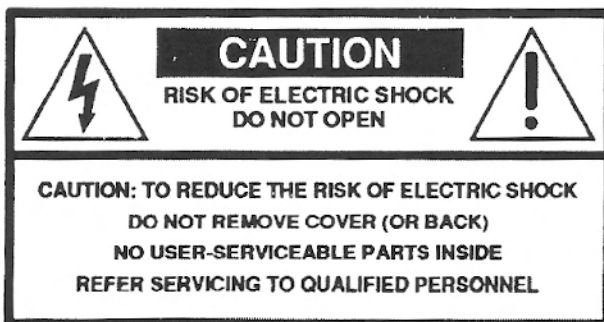 CAUTION
RISK OF ELECTRIC SHOCK
DO NOT OPEN
CAUTION: TO REDUCE THE RISK OF ELECTRIC SHOCK
DO NOT REMOVE COVER (OR BACK)
NO USER-SERVICEABLE PARTS INSIDE
REFER SERVICING TO QUALIFIED PERSONNEL